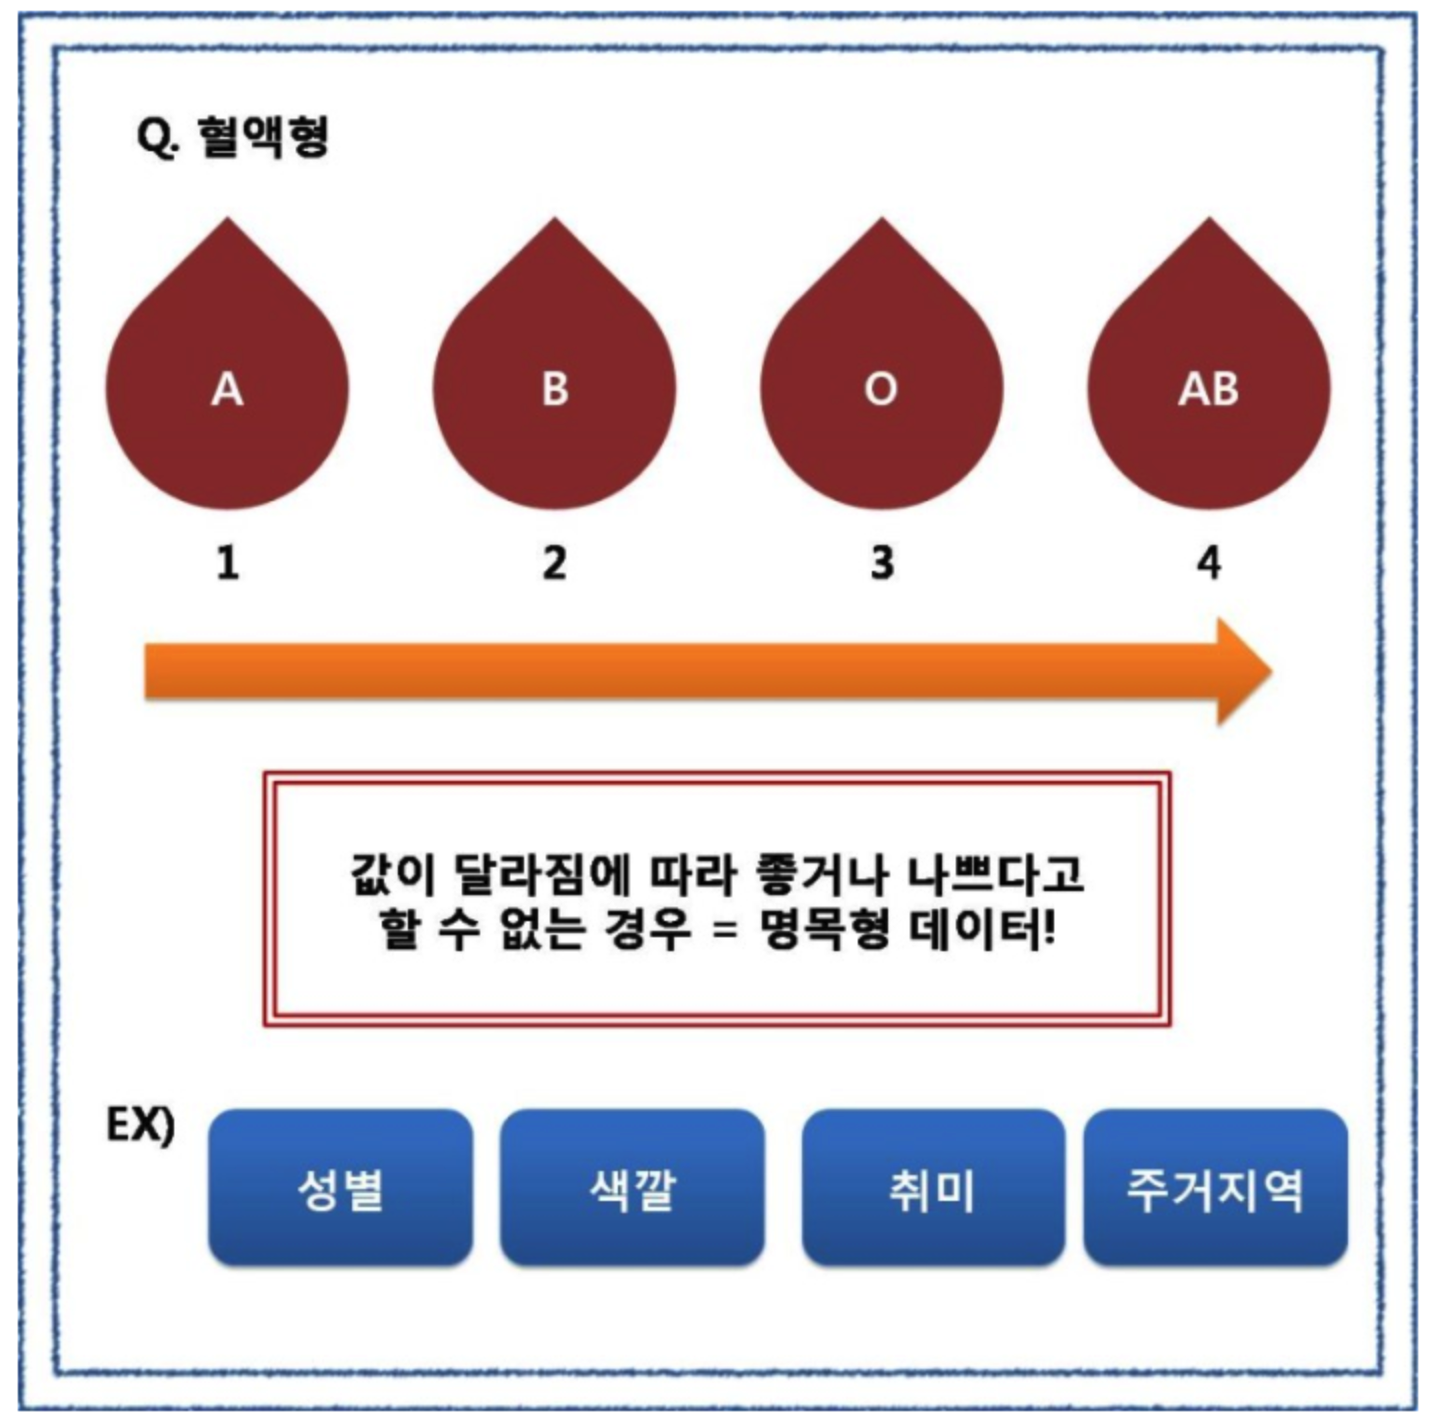 Q. 혈액형
A B O AB
1 2 3 4
값이 달라짐에 따라 좋거나 나쁘다고
할 수 없는 경우 = 명목형 데이터!
EX)
성별 색깔 취미 주거지역